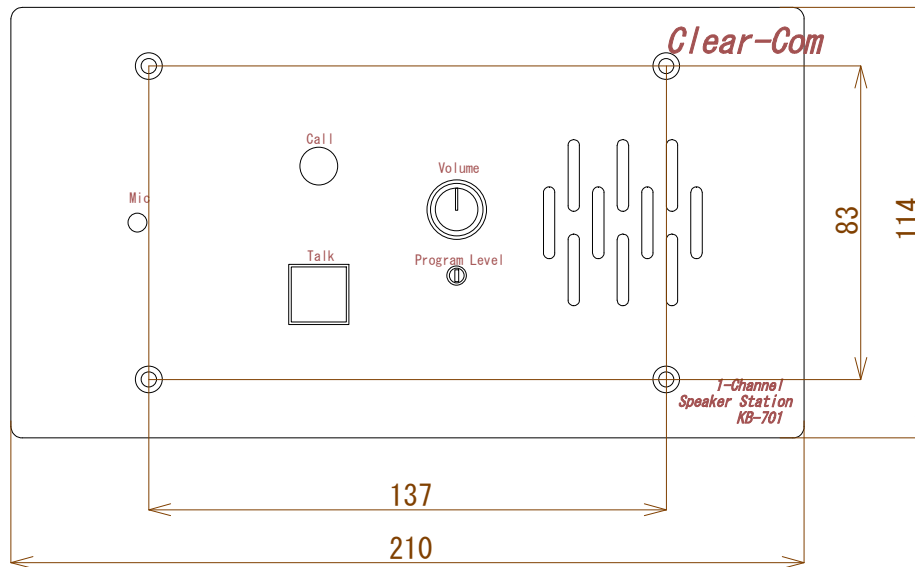 Clear-Com
Call
Volume
Mic
Talk
Program Level
83
114
1-Channel
Speaker Station
KB-701
137
210